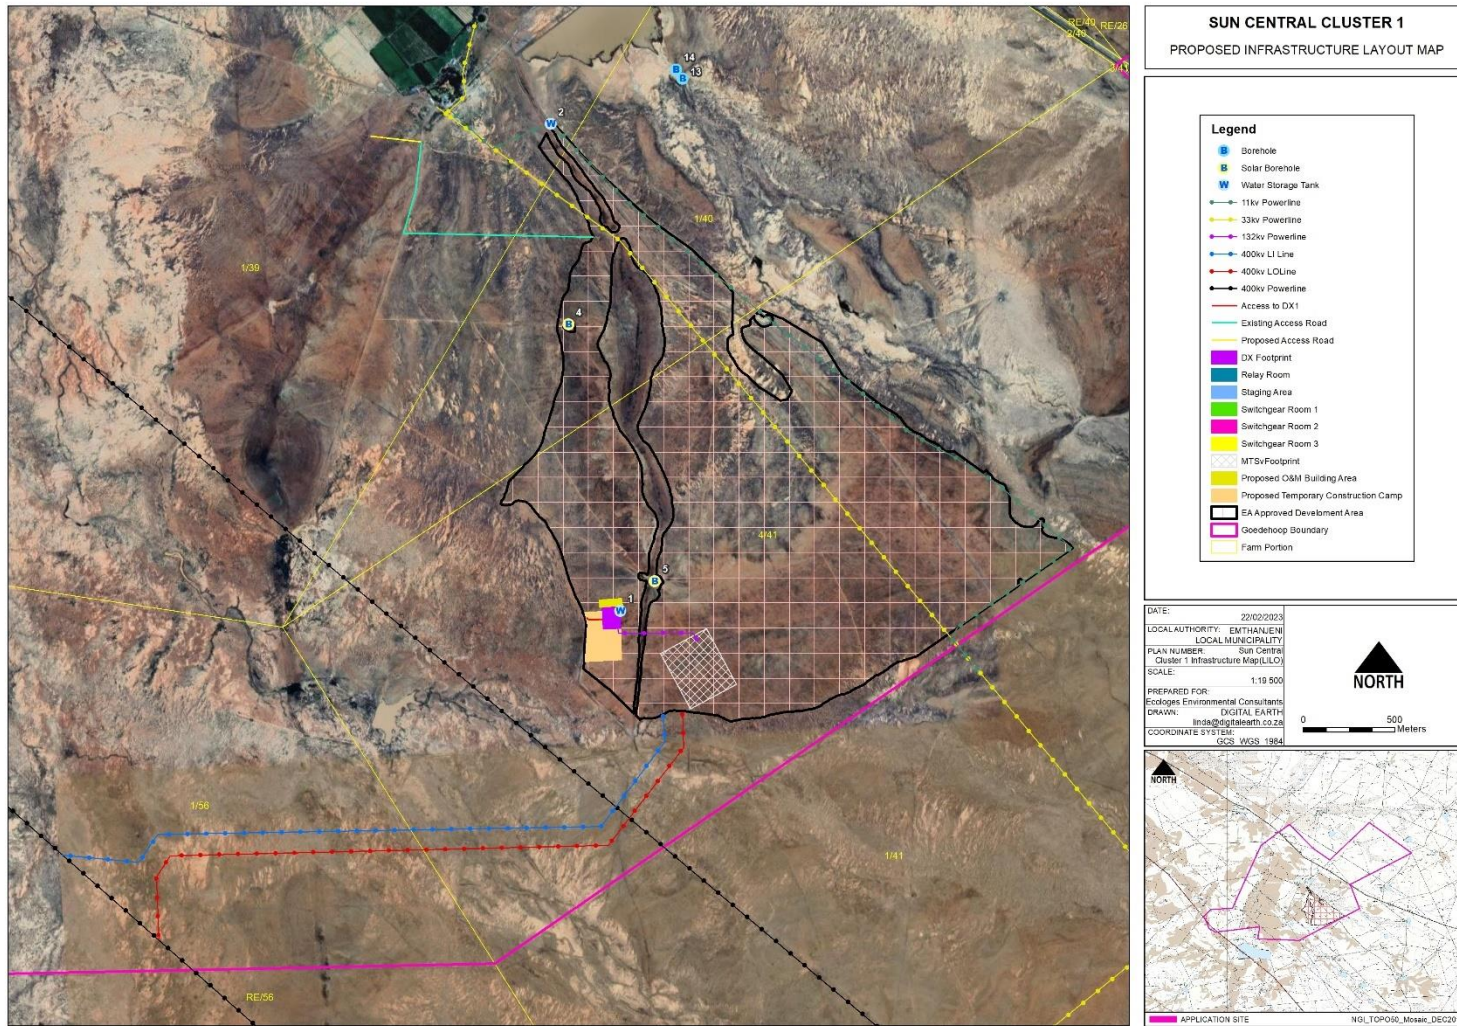 SUN CENTRAL CLUSTER 1
PROPOSED INFRASTRUCTURE LAYOUT MAP
Legend
B Borehole
B Solar Borehole
W Water Storage Tank
11kv Powerline
33kv Powerline
132kv Powerline
400kv LI Line
400kv LOLine
400kv Powerline
Access to DX1
Existing Access Road
Proposed Access Road
DX Footprint
Relay Room
Staging Area
Switchgear Room 1
Switchgear Room 2
Switchgear Room 3
MTSvFootprint
Proposed O&M Building Area
Proposed Temporary Construction Camp
EA Approved Develoment Area
Goedehoop Boundary
Farm Portion
DATE:
22/02/2023
LOCAL AUTHORITY: EMTHANJENI
LOCAL MUNICIPALITY
PLAN NUMBER: Sun Central
Cluster 1 Infrastructure Map(LILO)
SCALE:
1:19 500
PREPARED FOR:
Ecologes Environmental Consultants
DRAWN: DIGITAL EARTH
linda@digitalearth.co.za
COORDINATE SYSTEM:
GCS WGS 1984
NORTH
0 500
Meters
NORTH
APPLICATION SITE
NGI_TOPO50_Mosaic_DEC20
RE/40
RE/26
2/40
B 14
B 13
W 2
1/40
1/39
B 4
4/41
B 5
W 1
1/56
1/41
RE/56